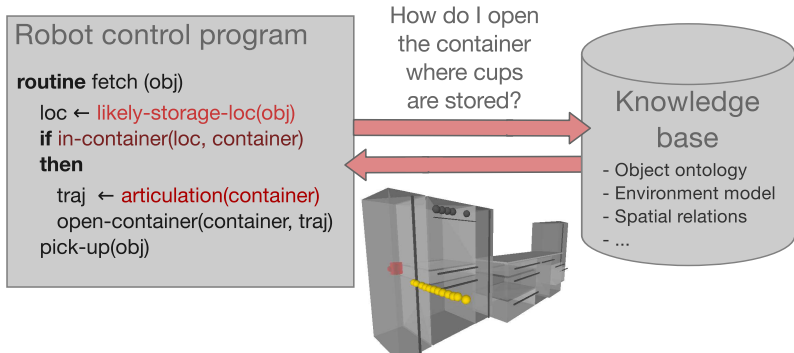 Robot control program
routine fetch (obj)
loc ← likely-storage-loc(obj)
if in-container(loc, container)
then
traj ← articulation(container)
open-container(container, traj)
pick-up(obj)
How do I open
the container
where cups
are stored?
Knowledge
base
- Object ontology
- Environment model
- Spatial relations
- ...